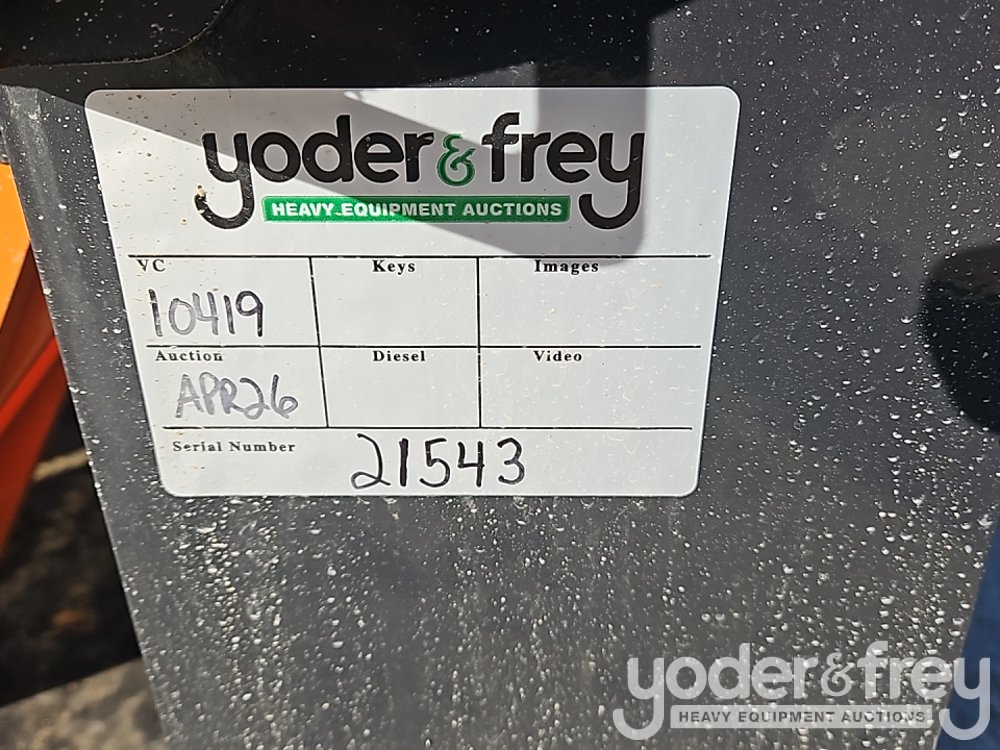 yoder & frey
HEAVY EQUIPMENT AUCTIONS
VC Keys Images
10419
Auction Diesel Video
APR26
Serial Number 21543
yoder & frey
HEAVY EQUIPMENT AUCTIONS